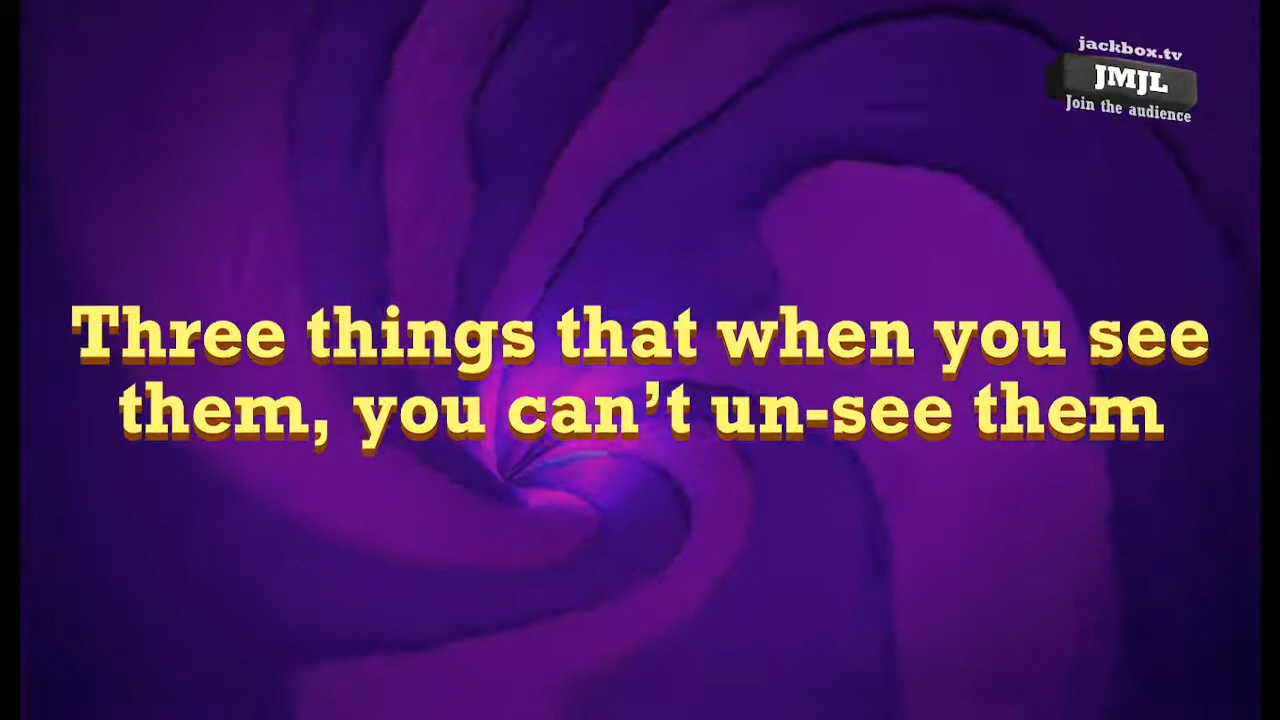 jackbox.tv
JMJL
Join the audience
Three things that when you see
them, you can’t un-see them